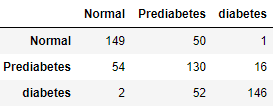 Normal Prediabetes diabetes
Normal 149 50 1
Prediabetes 54 130 16
diabetes 2 52 146